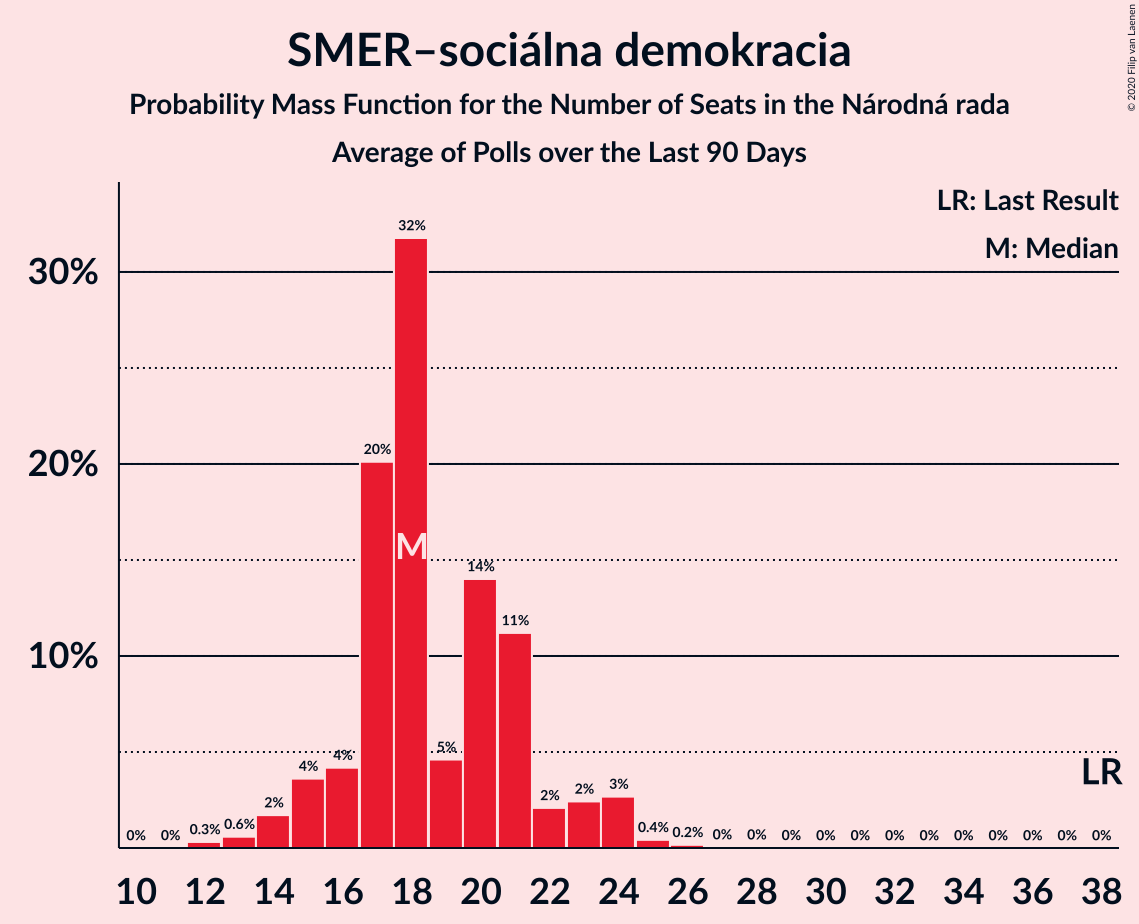 SMER–sociálna demokracia
Probability Mass Function for the Number of Seats in the Národná rada
Average of Polls over the Last 90 Days
© 2020 Filip van Laenen
LR: Last Result
M: Median
30%
20%
10%
0% 0% 0.3% 0.6% 2% 4% 4% 20% 32% 5% 14% 11% 2% 2% 3% 0.4% 0.2% 0% 0% 0% 0% 0% 0% 0% 0% 0% 0% 0% 0%
M
LR
10 12 14 16 18 20 22 24 26 28 30 32 34 36 38